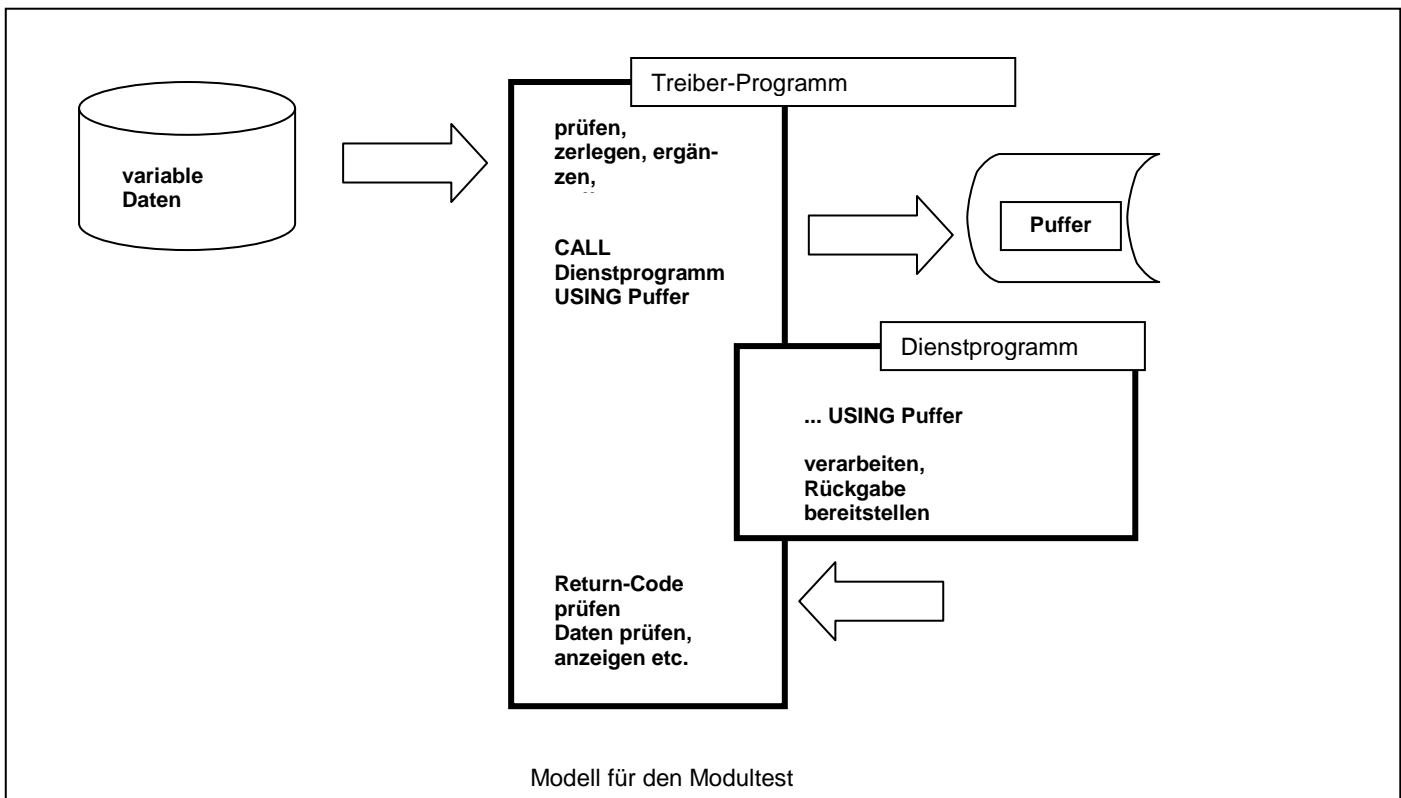 Treiber-Programm
variable
Daten
prüfen,
zerlegen, ergän-
zen,
Puffer
CALL
Dienstprogramm
USING Puffer
Dienstprogramm
... USING Puffer
verarbeiten,
Rückgabe
bereitstellen
Return-Code
prüfen
Daten prüfen,
anzeigen etc.
Modell für den Modultest